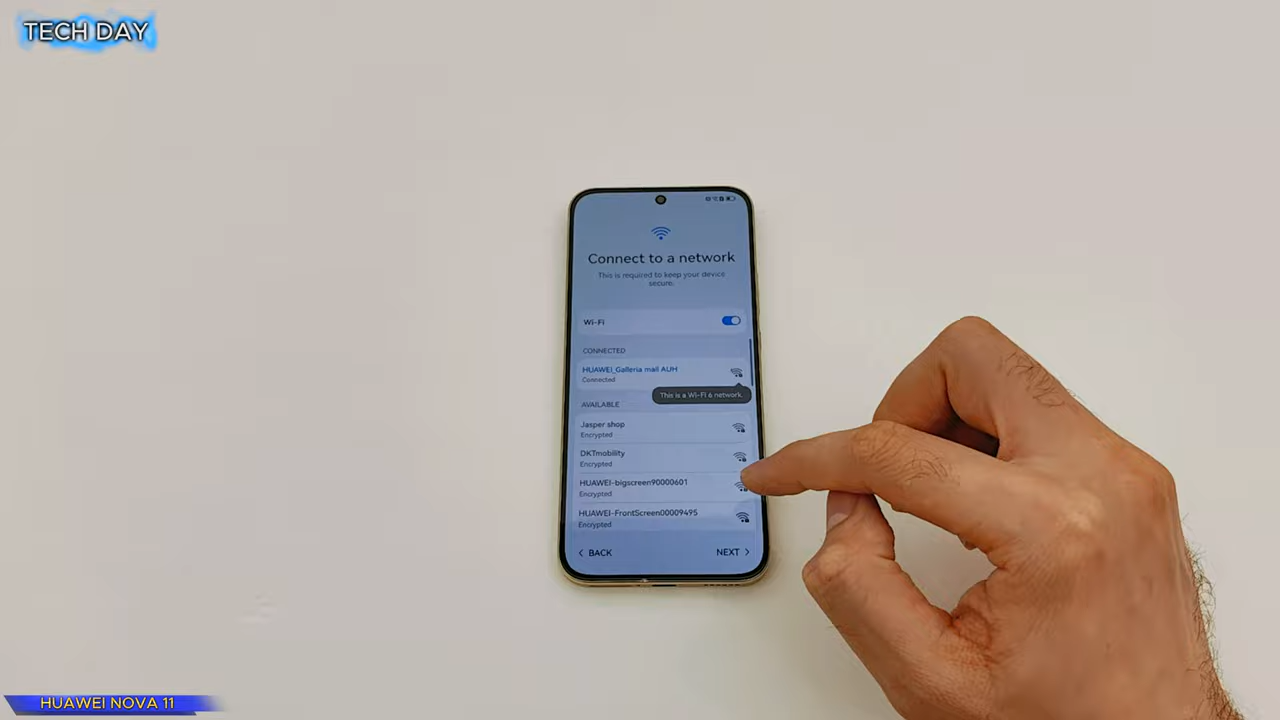 TECH DAY
Connect to a network
This is required to keep your device
secure.
Wi-Fi
CONNECTED
HUAWEI_Galleria mall AUH
Connected
This is a Wi-Fi 6 network.
AVAILABLE
Jasper shop
Encrypted
DKTmobility
Encrypted
HUAWEI-bigscreen90000601
Encrypted
HUAWEI-FrontScreen00009495
Encrypted
BACK
NEXT
HUAWEI NOVA 11